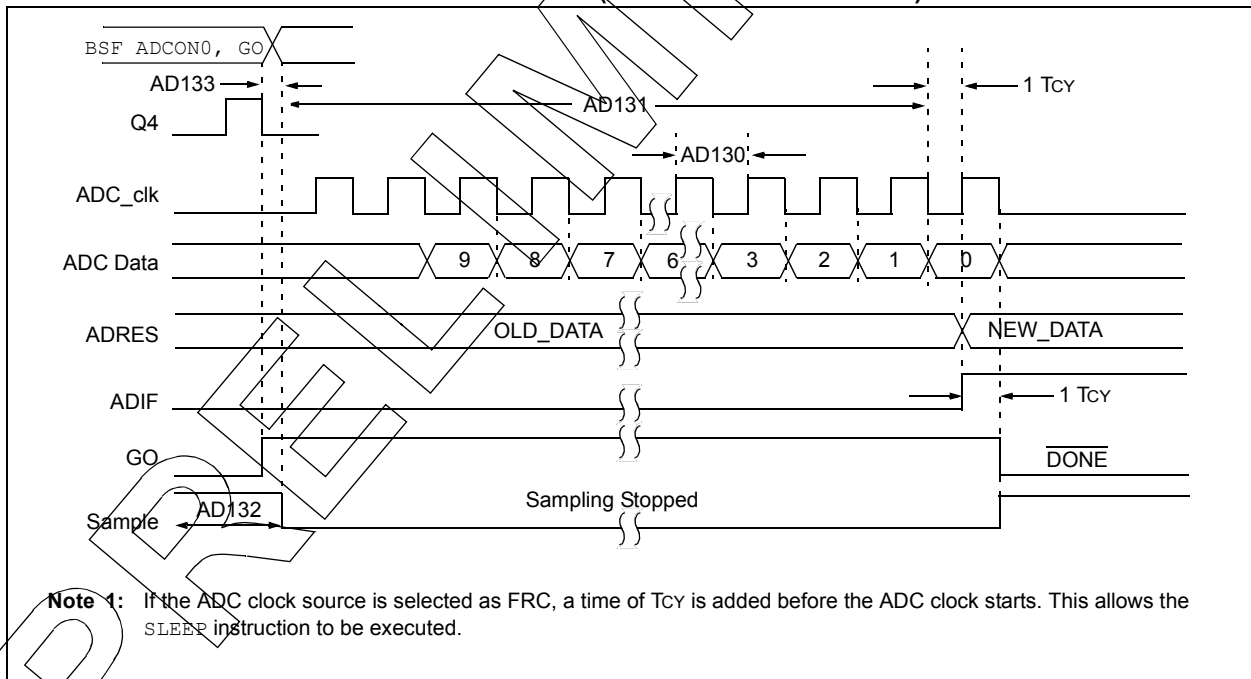 BSF ADCON0, GO
AD133
1 TCY
AD131
Q4
AD130
ADC_clk
ADC Data 9 8 7 6 3 2 1 0
ADRES OLD_DATA NEW_DATA
ADIF 1 TCY
GO DONE
Sample AD132 Sampling Stopped
Note 1: If the ADC clock source is selected as FRC, a time of TCY is added before the ADC clock starts. This allows the
SLEEP instruction to be executed.